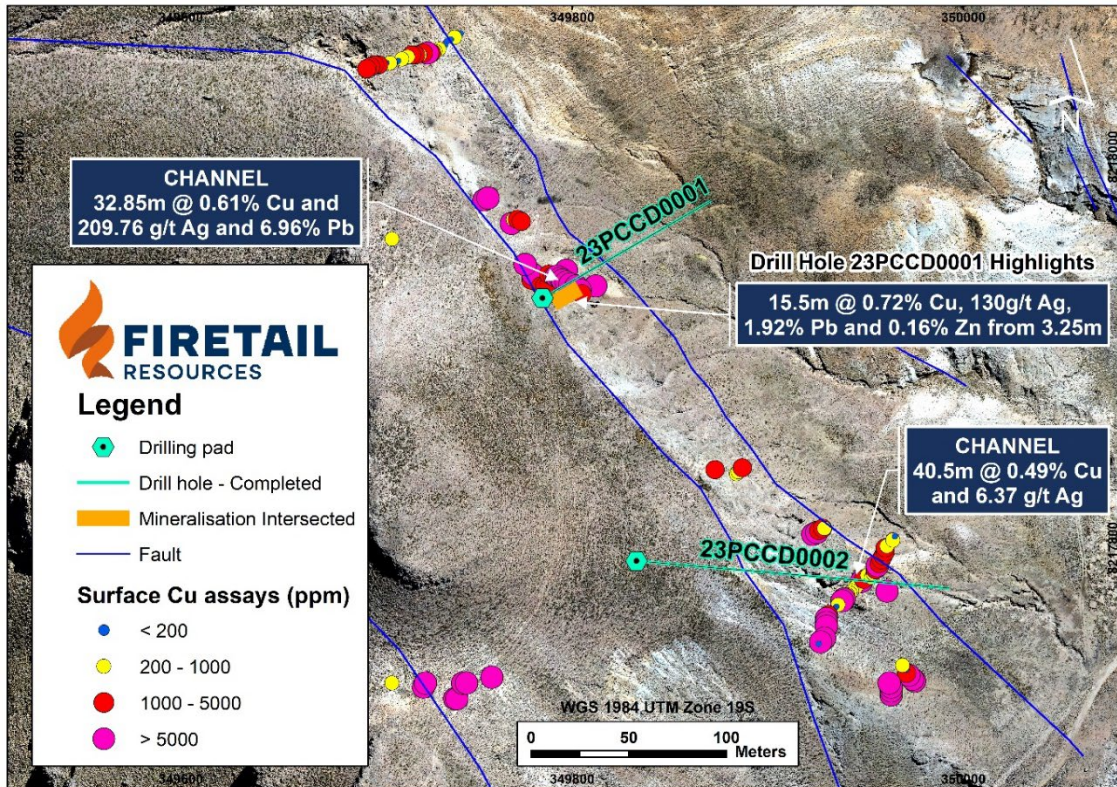 349800
350000
8218000
8218000
N
CHANNEL
32.85m @ 0.61% Cu and
209.76 g/t Ag and 6.96% Pb
23PCCD0001
Drill Hole 23PCCD0001 Highlights
15.5m @ 0.72% Cu, 130g/t Ag,
1.92% Pb and 0.16% Zn from 3.25m
FIRETAIL
RESOURCES
Legend
Drilling pad
Drill hole - Completed
Mineralisation Intersected
Fault
Surface Cu assays (ppm)
< 200
200 - 1000
1000 - 5000
> 5000
CHANNEL
40.5m @ 0.49% Cu
and 6.37 g/t Ag
23PCCD0002
WGS 1984 UTM Zone 19S
0 50 100
Meters
349600
349800
350000